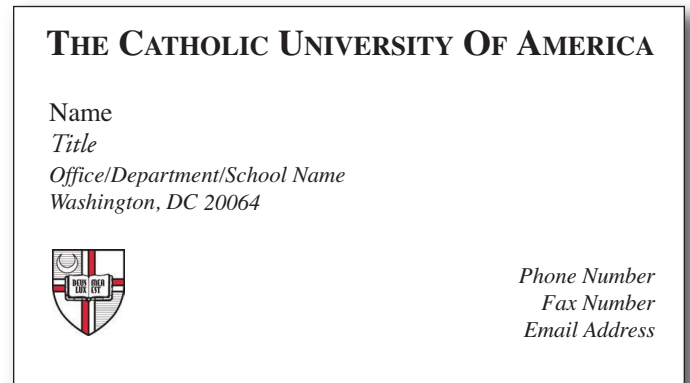 THE CATHOLIC UNIVERSITY OF AMERICA
Name
Title
Office/Department/School Name
Washington, DC 20064
DEUS MEA
LUX EST
Phone Number
Fax Number
Email Address